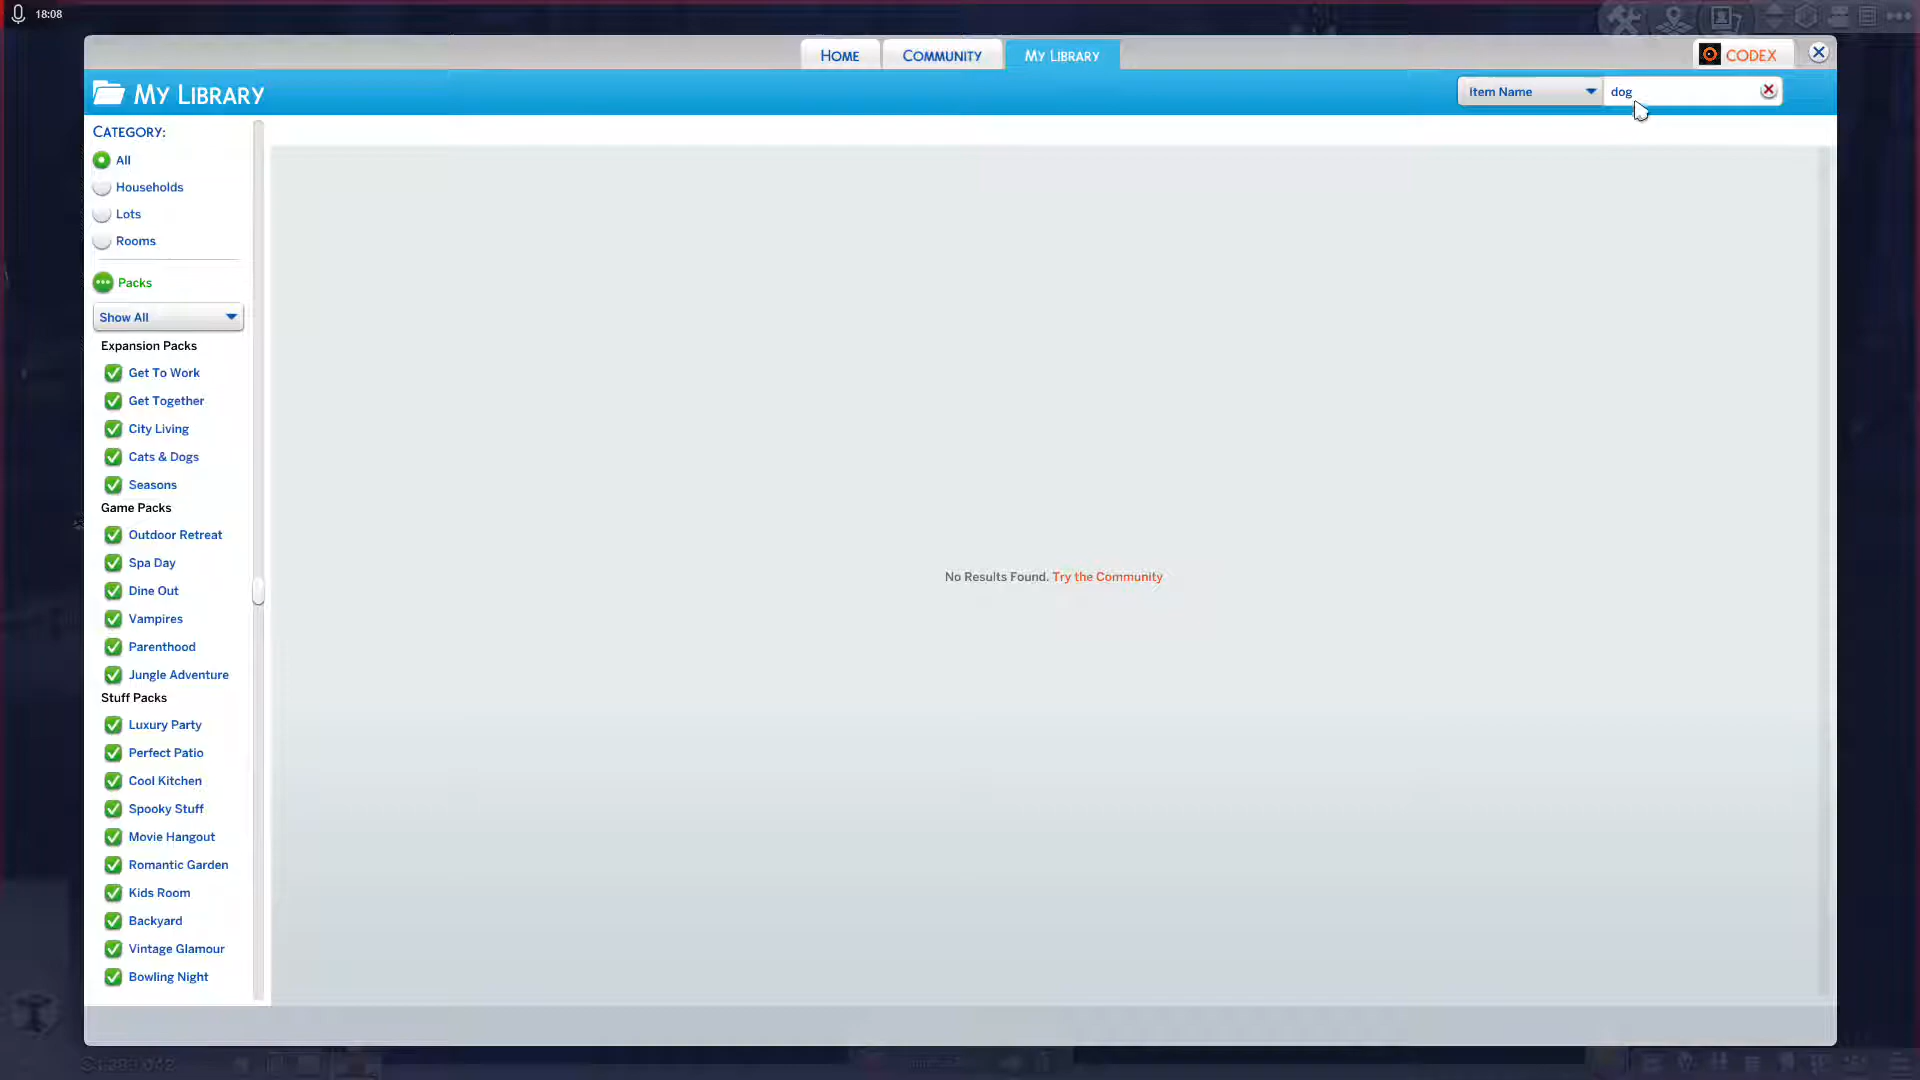 18:08
Home Community My Library CODEX
My Library Item Name dog
Category:
All
Households
Lots
Rooms
Packs
Show All
Expansion Packs
Get To Work
Get Together
City Living
Cats & Dogs
Seasons
Game Packs
Outdoor Retreat
Spa Day
Dine Out
Vampires
Parenthood
Jungle Adventure
Stuff Packs
Luxury Party
Perfect Patio
Cool Kitchen
Spooky Stuff
Movie Hangout
Romantic Garden
Kids Room
Backyard
Vintage Glamour
Bowling Night
No Results Found. Try the Community